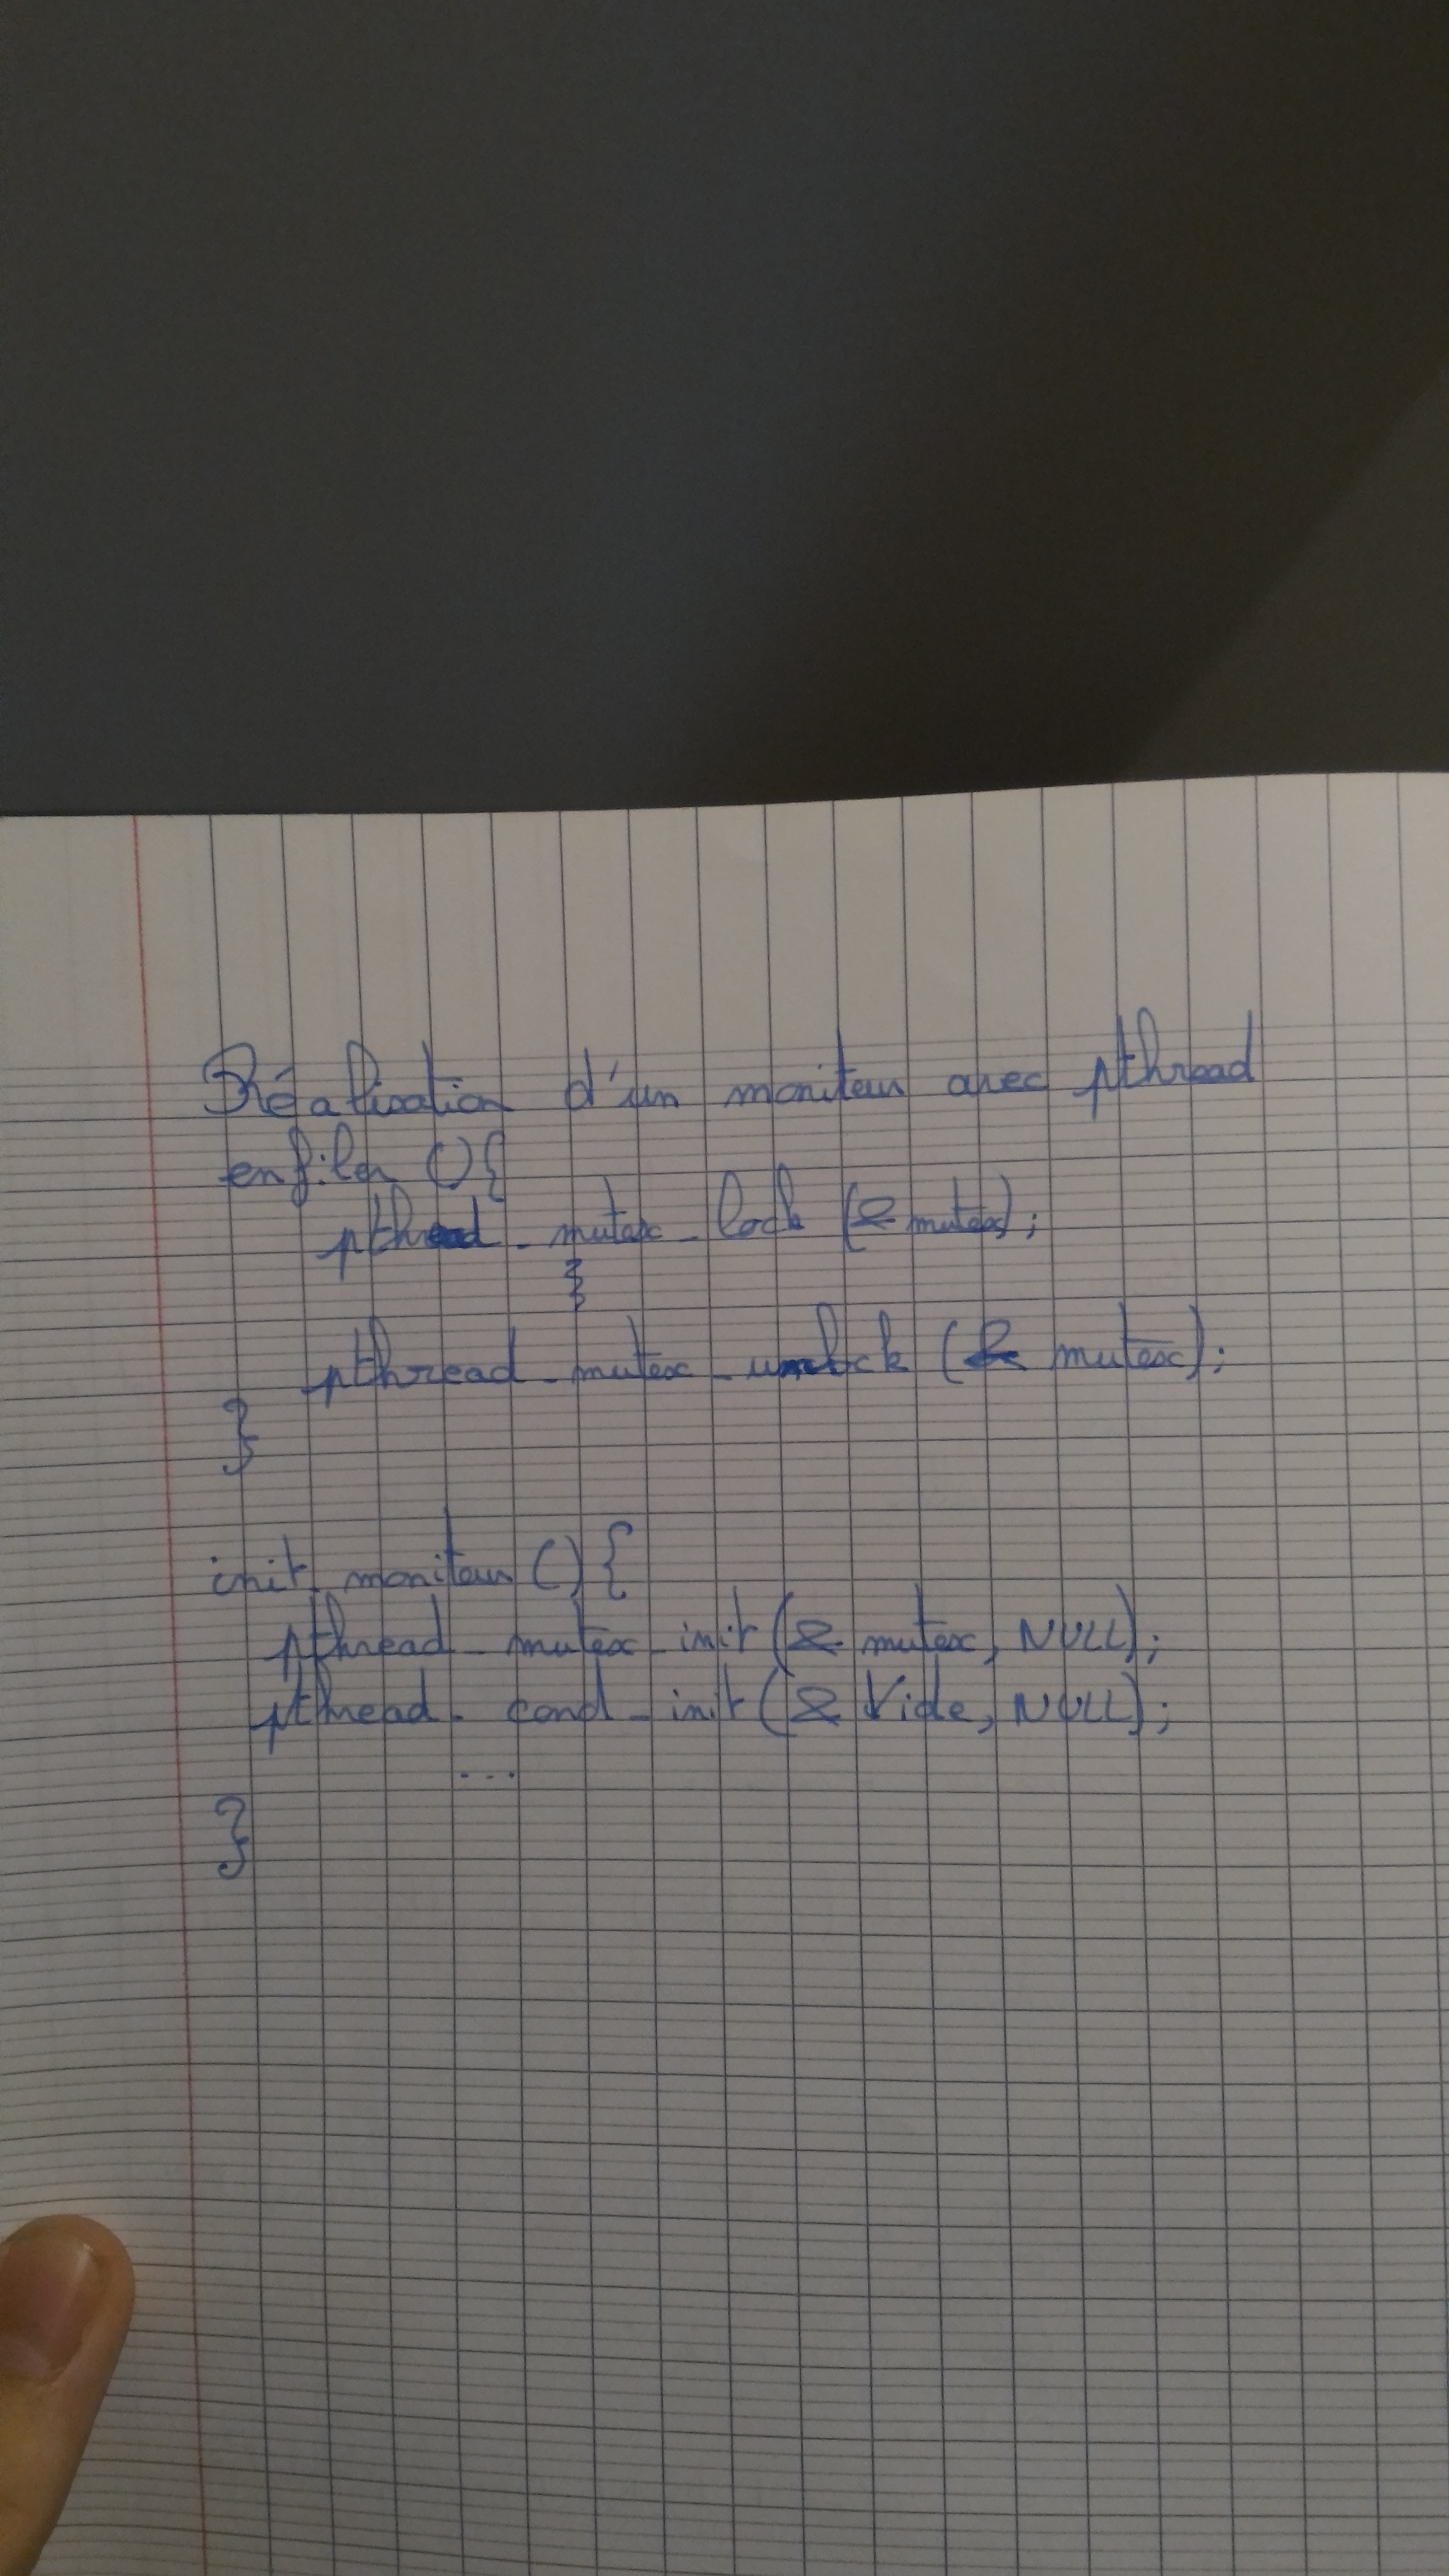 Réalisation d'un moniteur avec pthread
enfiler () {
pthread_mutex_lock (& mutex);
pthread_mutex_unlock (& mutex);
}
init_moniteur () {
pthread_mutex_init (& mutex, NULL);
pthread_cond_init (& Vide, NULL);
...
}